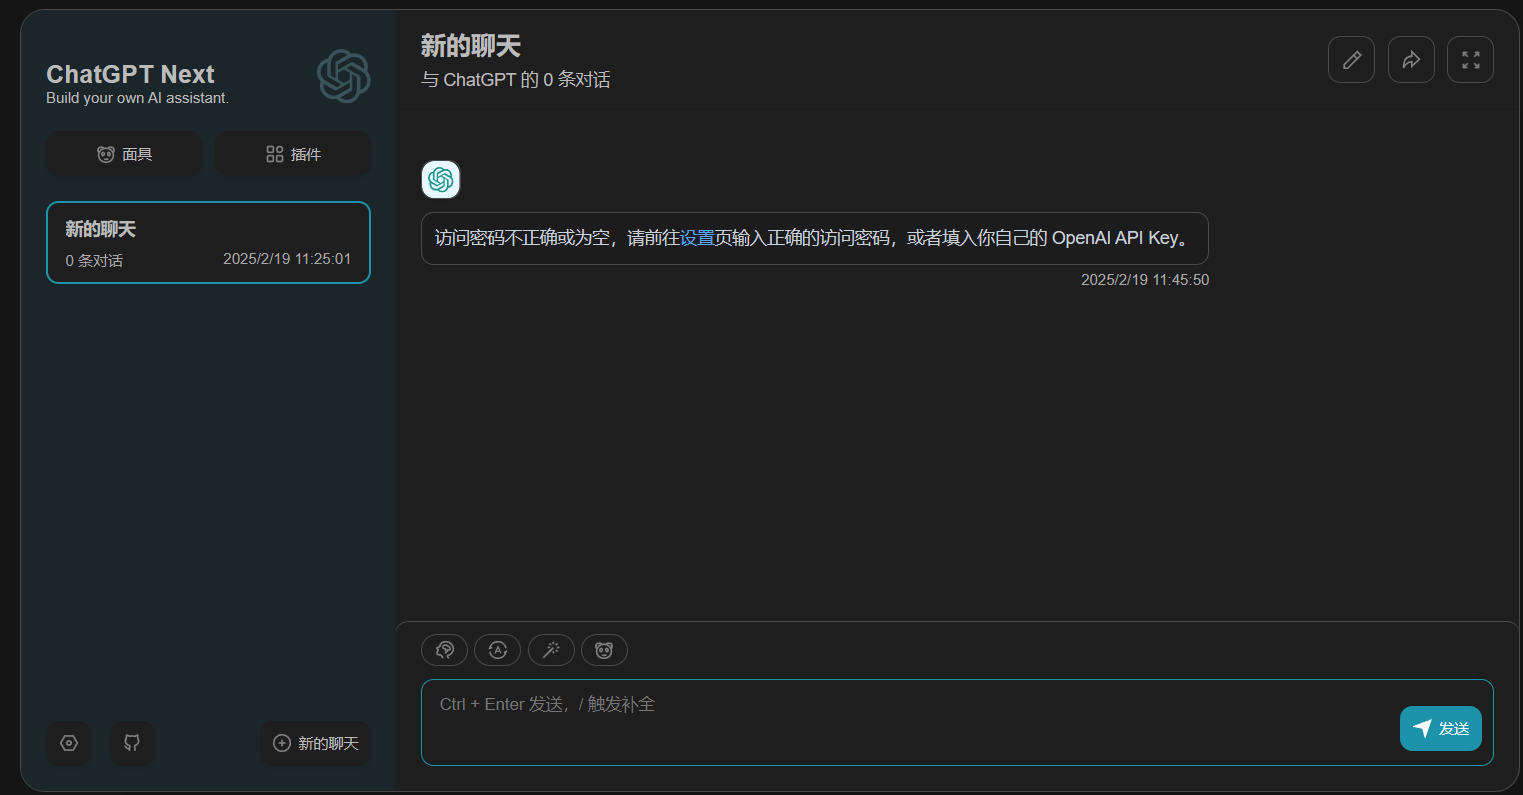 ChatGPT Next
Build your own AI assistant.
面具
插件
新的聊天
0 条对话
2025/2/19 11:25:01
新的聊天
新的聊天
与 ChatGPT 的 0 条对话
访问密码不正确或为空，请前往设置页输入正确的访问密码，或者填入你自己的 OpenAI API Key。
2025/2/19 11:45:50
A
Ctrl + Enter 发送，/ 触发补全
发送